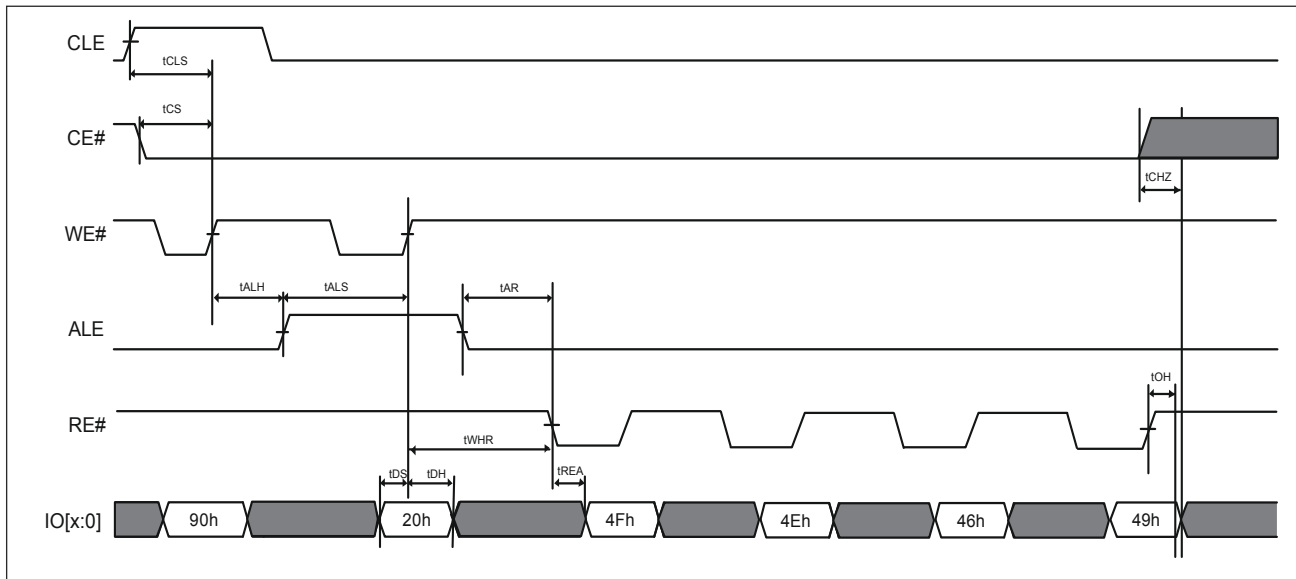 CLE
tCLS
CE#
tCS
tCHZ
WE#
tALH
tALS
tAR
ALE
tOH
RE#
tWHR
tDS
tDH
tREA
IO[x:0]
90h
20h
4Fh
4Eh
46h
49h